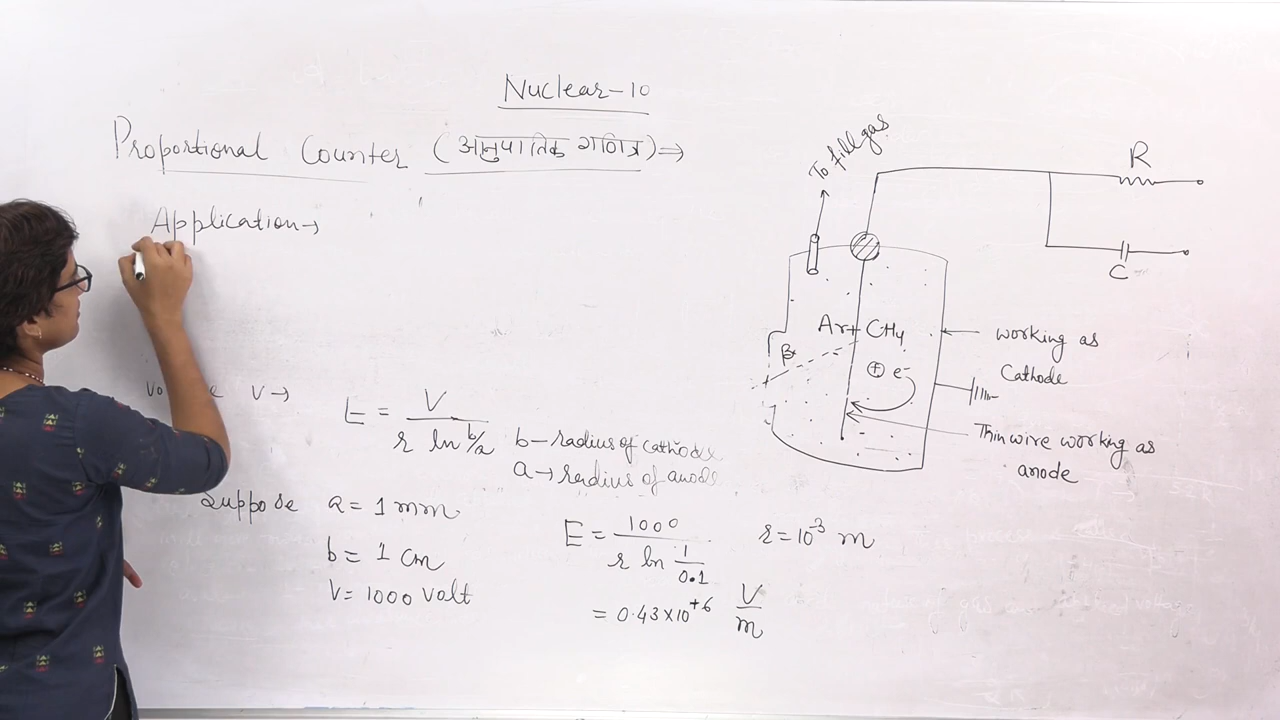 Nuclear-10
Proportional Counter (आनुपातिक गणित्र) ⇒
Application →
V →
E = V / r ln b/a
b – radius of cathode
a → radius of anode
Suppose a = 1 mm
b = 1 cm
V = 1000 volt
E = 1000 / r ln 1/0.1
r = 10⁻³ m
= 0.43 × 10⁺⁶ V/m
To fill gas
R
C
Ar + CH4
β
⊕ e⁻
working as
Cathode
Thin wire working as
anode